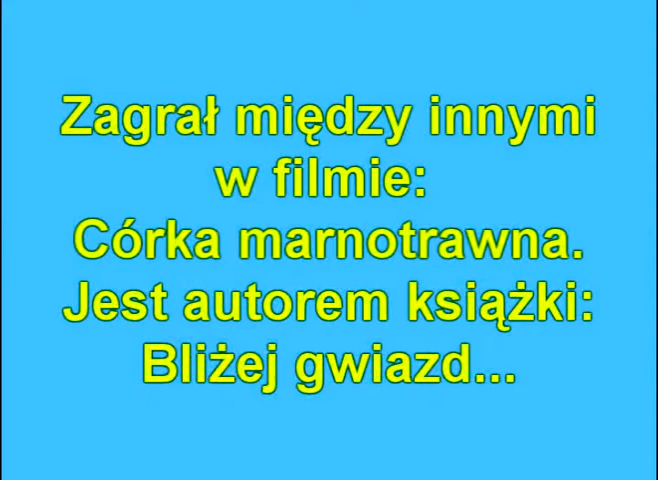 Zagrał między innymi
w filmie:
Córka marnotrawna.
Jest autorem książki:
Bliżej gwiazd...